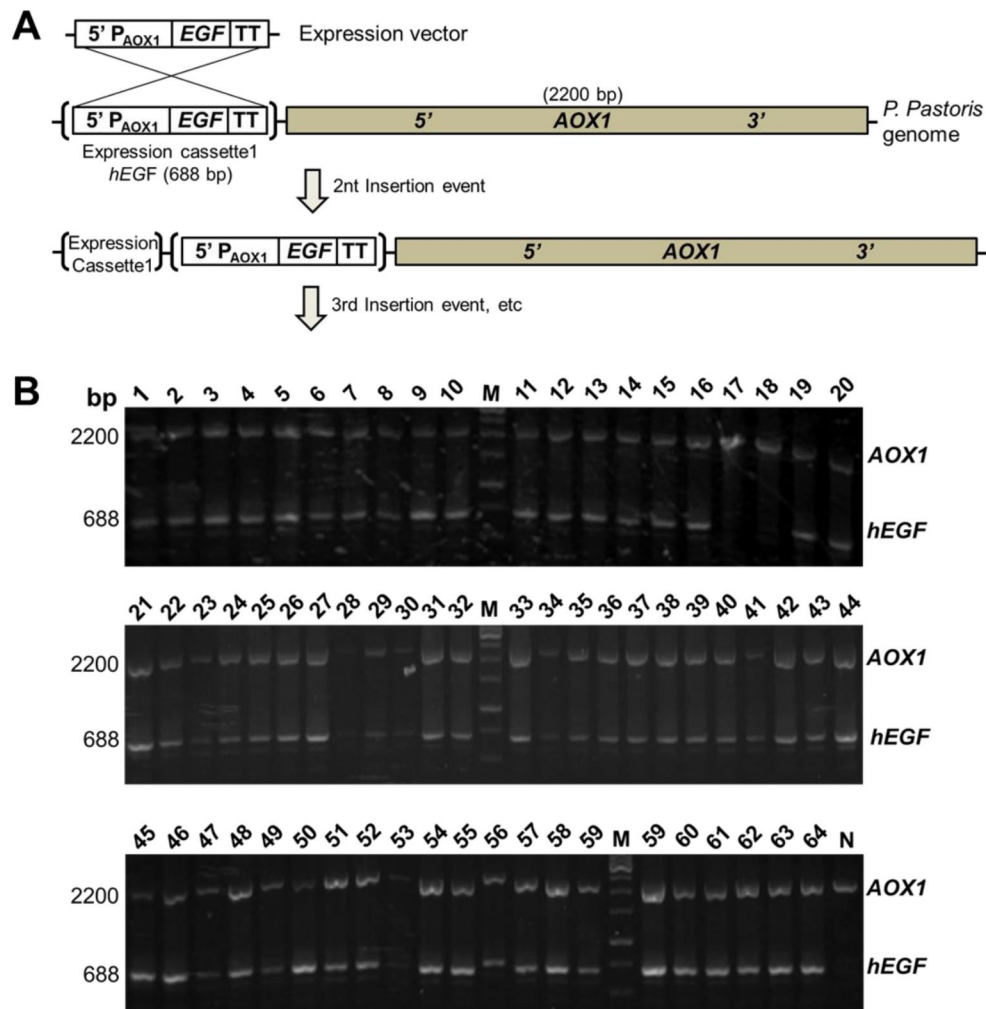 A
5' PAOX1 EGF TT Expression vector
(2200 bp)
5' PAOX1 EGF TT 5' AOX1 3' P. Pastoris
genome
Expression cassette1
hEGF (688 bp)
2nt Insertion event
Expression
Cassette1
5' PAOX1 EGF TT 5' AOX1 3'
3rd Insertion event, etc
B
bp 1 2 3 4 5 6 7 8 9 10 M 11 12 13 14 15 16 17 18 19 20
2200 AOX1
688 hEGF
21 22 23 24 25 26 27 28 29 30 31 32 M 33 34 35 36 37 38 39 40 41 42 43 44
2200 AOX1
688 hEGF
45 46 47 48 49 50 51 52 53 54 55 56 57 58 59 M 59 60 61 62 63 64 N
2200 AOX1
688 hEGF